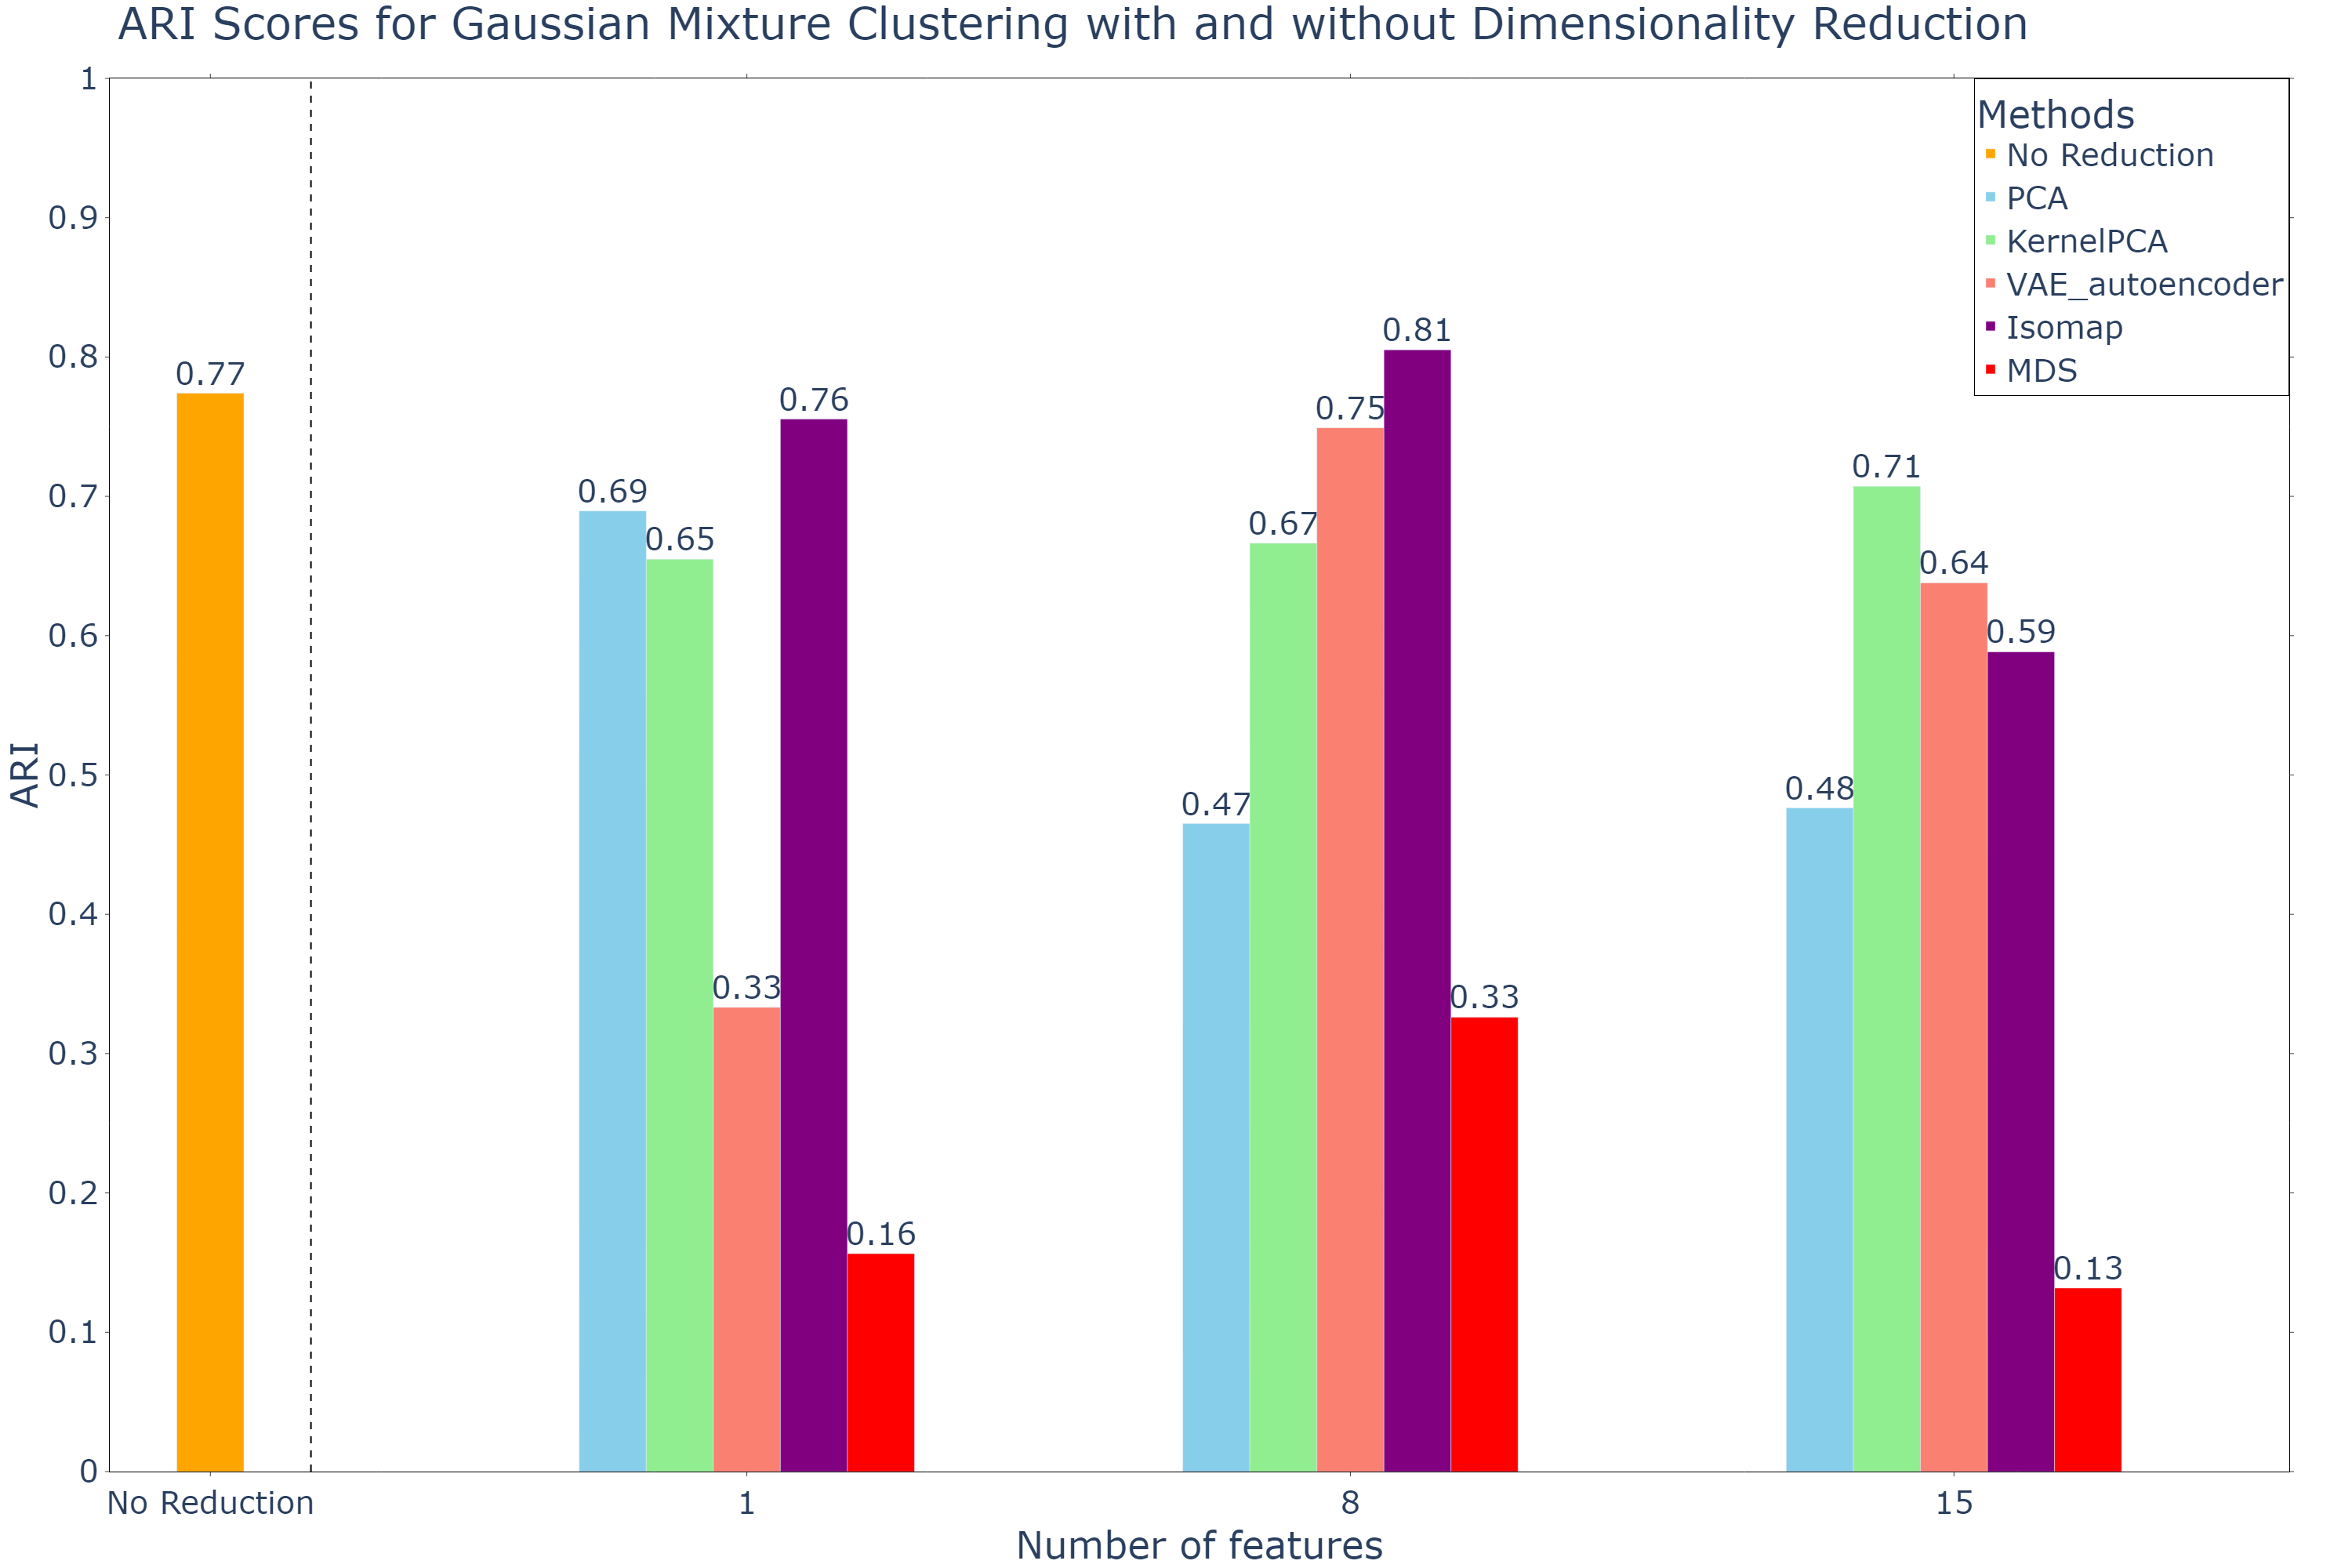 ARI Scores for Gaussian Mixture Clustering with and without Dimensionality Reduction
1
0.9
0.8
0.7
0.6
0.5
0.4
0.3
0.2
0.1
0
ARI
0.77
0.69
0.65
0.33
0.76
0.16
0.47
0.67
0.75
0.81
0.33
0.48
0.71
0.64
0.59
0.13
Methods
No Reduction
PCA
KernelPCA
VAE_autoencoder
Isomap
MDS
No Reduction
1
8
15
Number of features